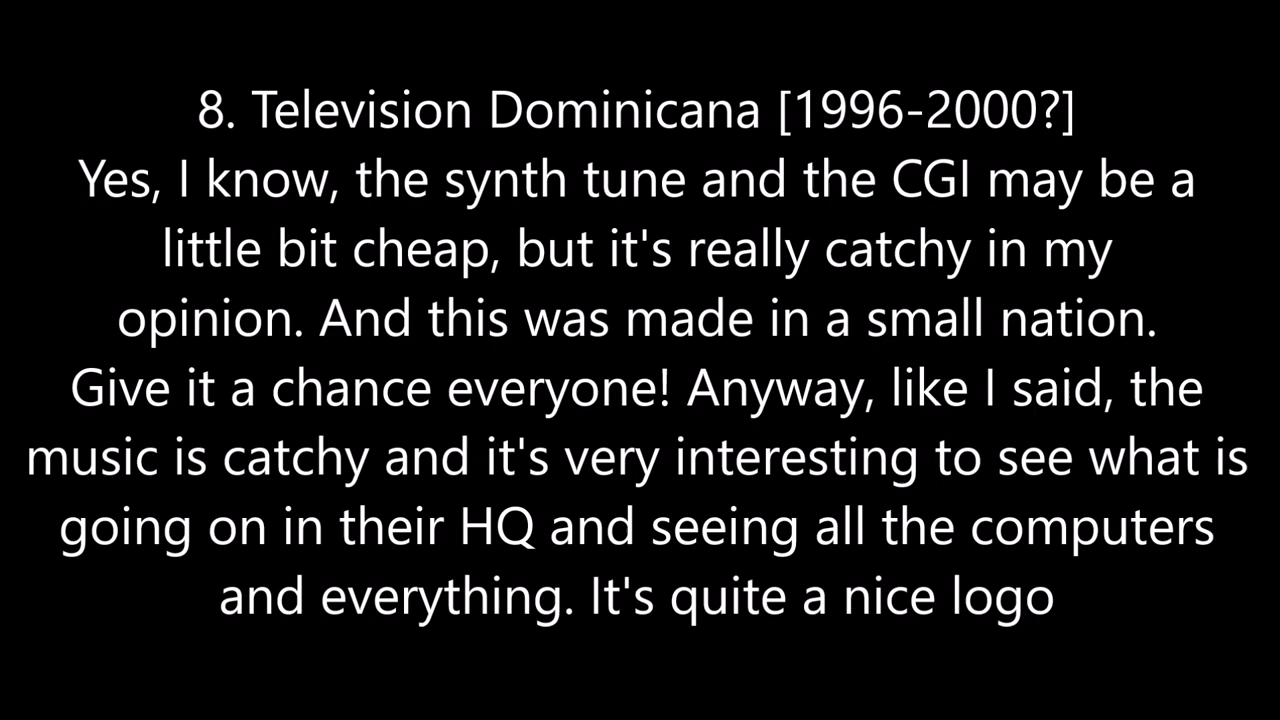 8. Television Dominicana [1996-2000?]
Yes, I know, the synth tune and the CGI may be a
little bit cheap, but it's really catchy in my
opinion. And this was made in a small nation.
Give it a chance everyone! Anyway, like I said, the
music is catchy and it's very interesting to see what is
going on in their HQ and seeing all the computers
and everything. It's quite a nice logo